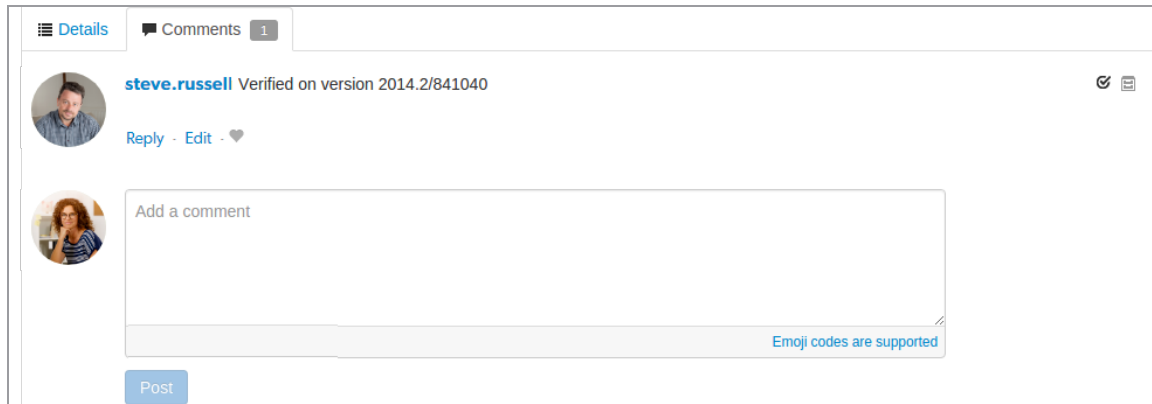 Details Comments 1
steve.russell Verified on version 2014.2/841040
Reply - Edit -
Add a comment
Emoji codes are supported
Post